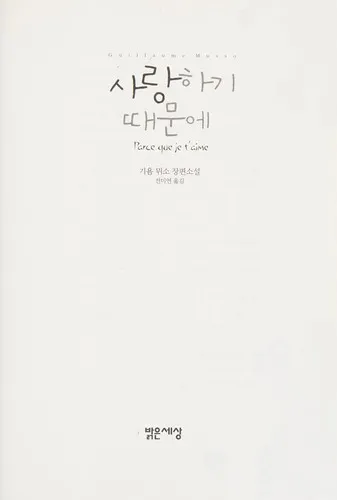 Guillaume Musso
사랑하기
때문에
Parce que je t'aime
기욤 뮈소 장편소설
전미연 옮김
밝은세상